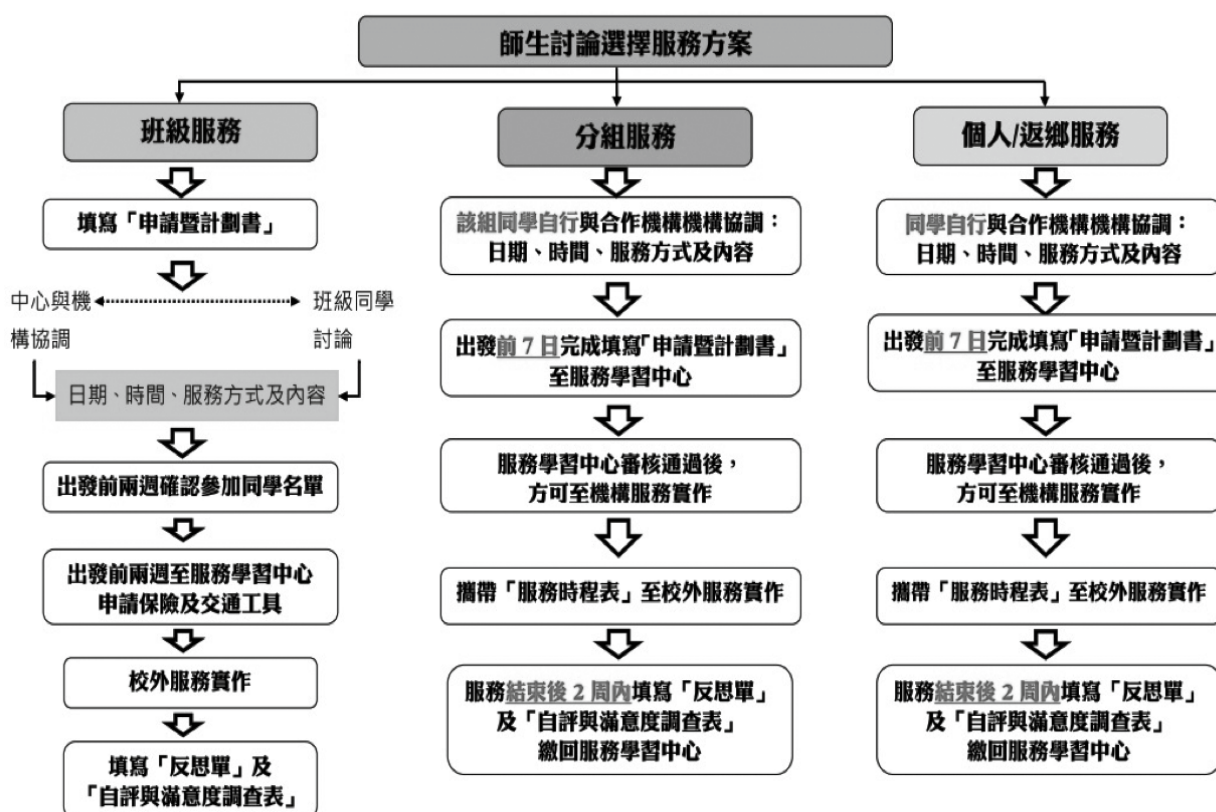 師生討論選擇服務方案
班級服務
填寫「申請暨計劃書」
中心與機
構協調
班級同學
討論
日期、時間、服務方式及內容
出發前兩週確認參加同學名單
出發前兩週至服務學習中心
申請保險及交通工具
校外服務實作
填寫「反思單」及
「自評與滿意度調查表」
分組服務
該組同學自行與合作機構機構協調：
日期、時間、服務方式及內容
出發前 7 日完成填寫「申請暨計劃書」
至服務學習中心
服務學習中心審核通過後，
方可至機構服務實作
攜帶「服務時程表」至校外服務實作
服務結束後 2 周內填寫「反思單」
及「自評與滿意度調查表」
繳回服務學習中心
個人/返鄉服務
同學自行與合作機構機構協調：
日期、時間、服務方式及內容
出發前 7 日完成填寫「申請暨計劃書」
至服務學習中心
服務學習中心審核通過後，
方可至機構服務實作
攜帶「服務時程表」至校外服務實作
服務結束後 2 周內填寫「反思單」
及「自評與滿意度調查表」
繳回服務學習中心